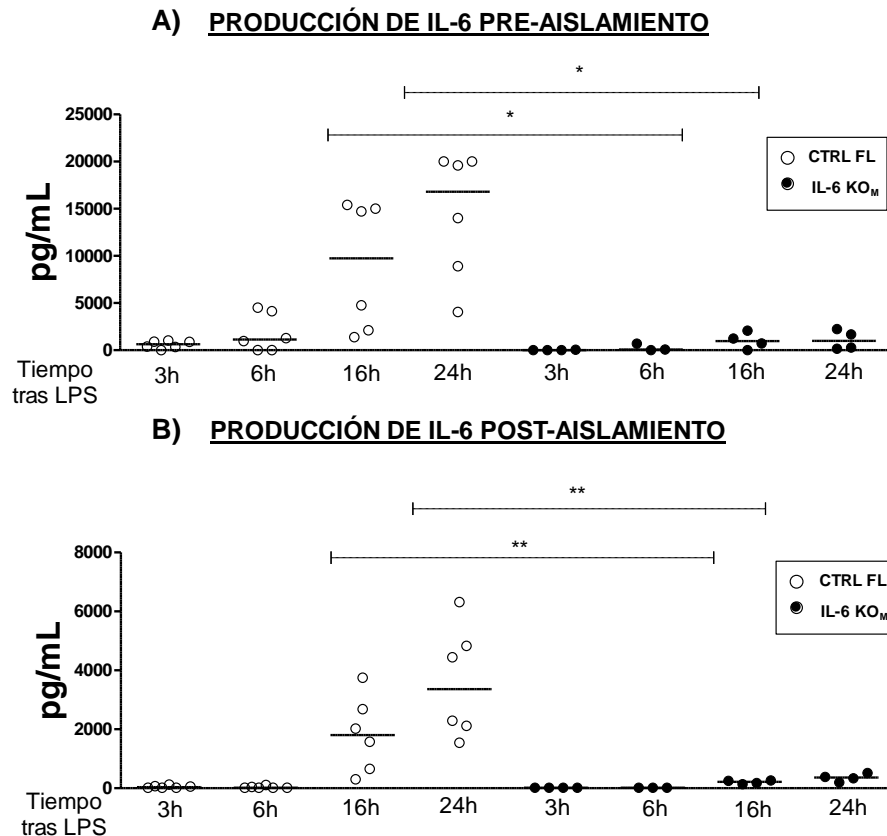 A) PRODUCCIÓN DE IL-6 PRE-AISLAMIENTO
*
*
25000
20000
15000
10000
5000
0
pg/mL
CTRL FL
IL-6 KOM
Tiempo
tras LPS
3h 6h 16h 24h 3h 6h 16h 24h
B) PRODUCCIÓN DE IL-6 POST-AISLAMIENTO
**
**
8000
6000
4000
2000
0
pg/mL
CTRL FL
IL-6 KOM
Tiempo
tras LPS
3h 6h 16h 24h 3h 6h 16h 24h